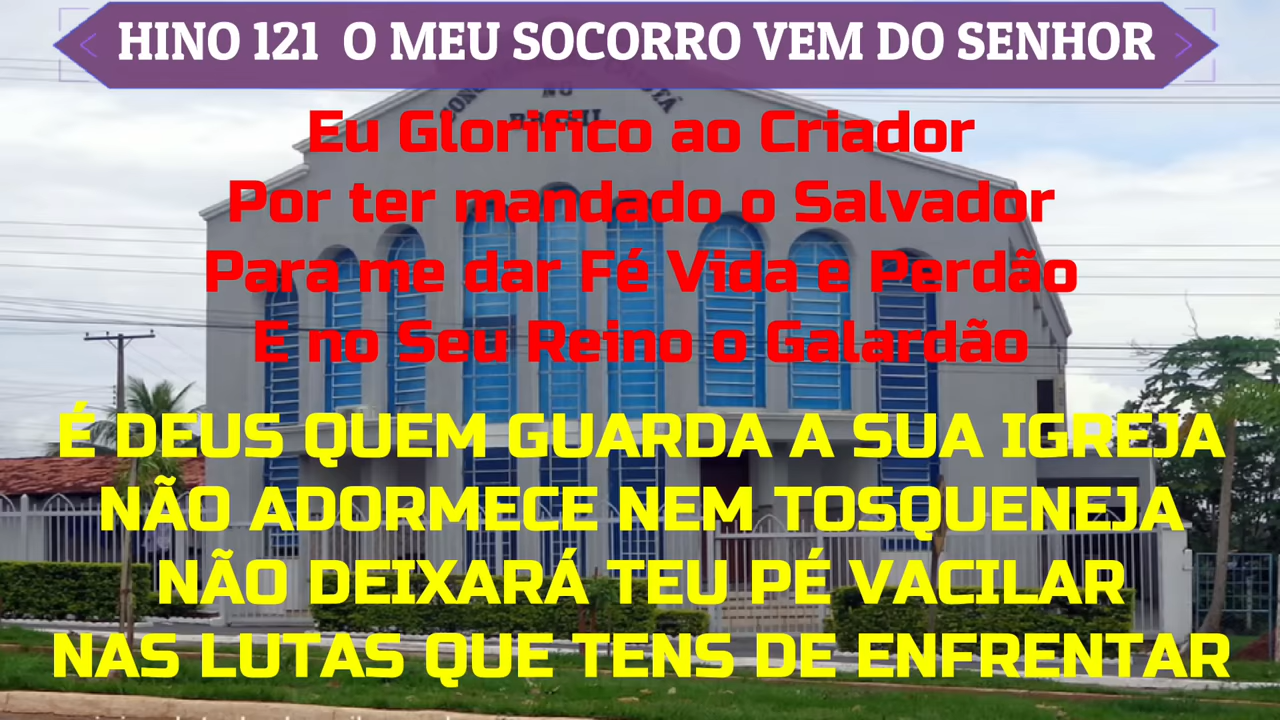 HINO 121 O MEU SOCORRO VEM DO SENHOR
NO
BRASIL
Eu Glorifico ao Criador
Por ter mandado o Salvador
Para me dar Fé Vida e Perdão
E no Seu Reino o Galardão
É DEUS QUEM GUARDA A SUA IGREJA
NÃO ADORMECE NEM TOSQUENEJA
NÃO DEIXARÁ TEU PÉ VACILAR
NAS LUTAS QUE TENS DE ENFRENTAR